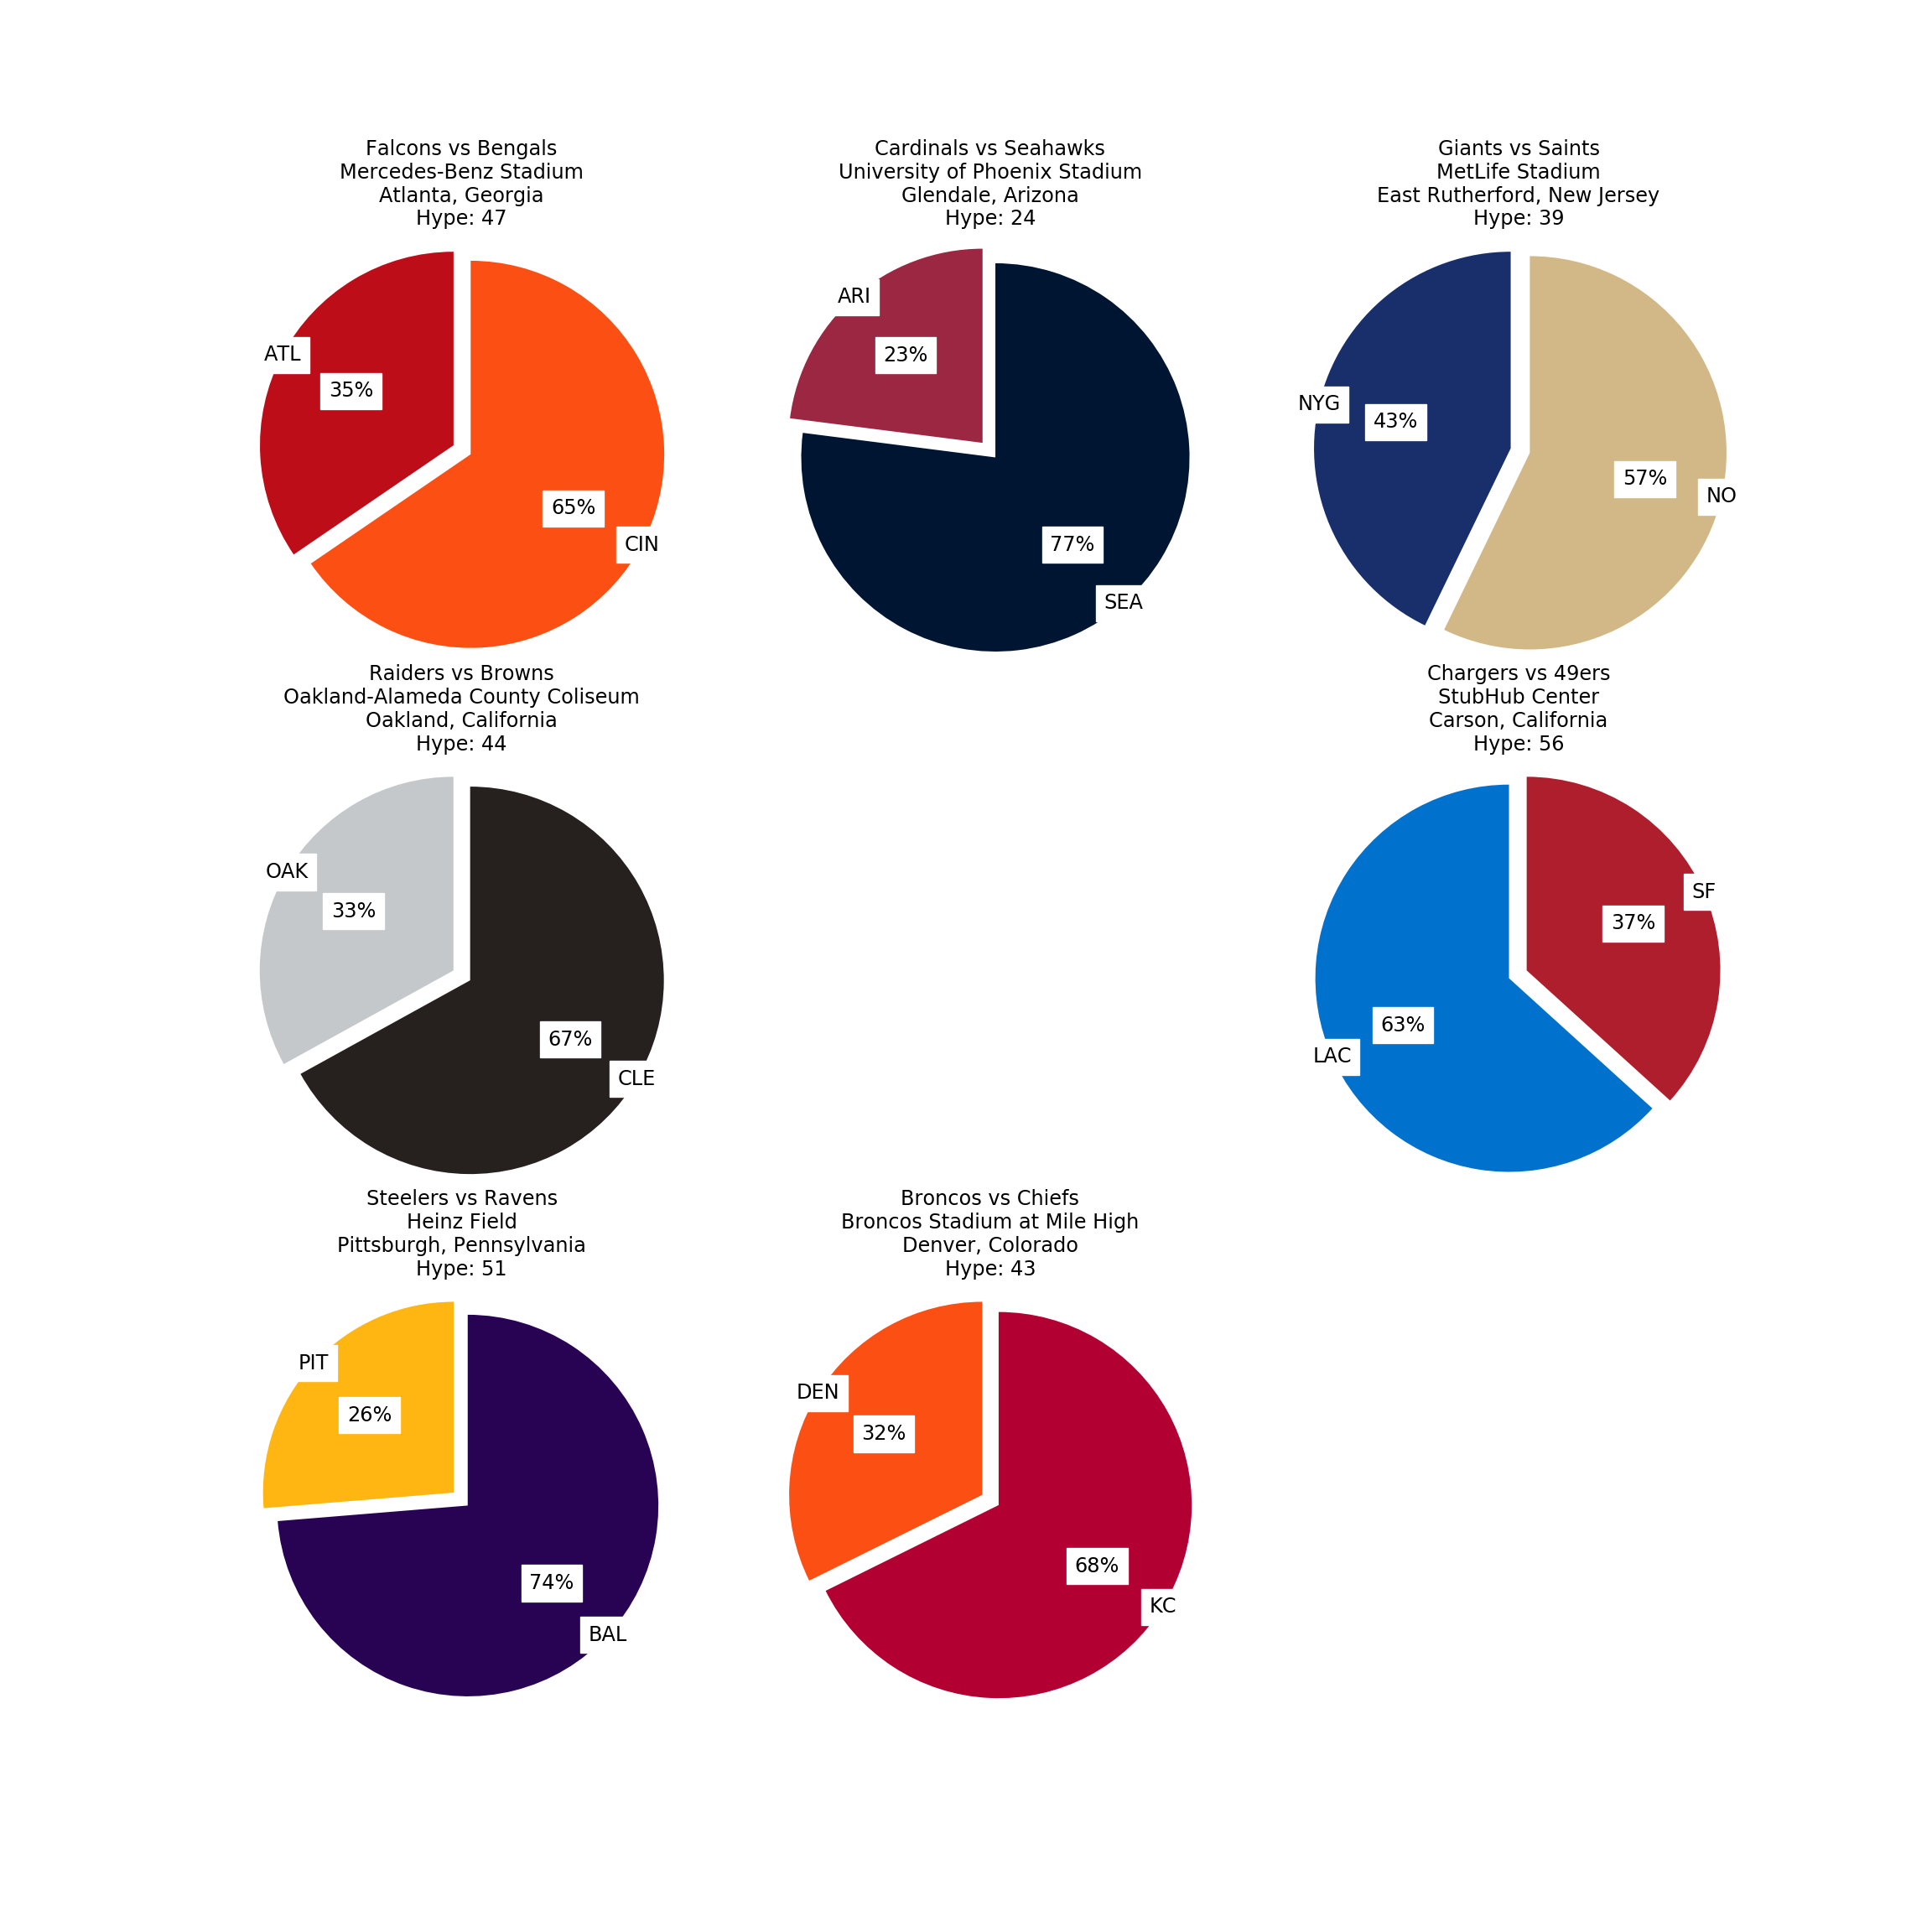 Falcons vs Bengals
Mercedes-Benz Stadium
Atlanta, Georgia
Hype: 47
ATL
35%
65%
CIN
Cardinals vs Seahawks
University of Phoenix Stadium
Glendale, Arizona
Hype: 24
ARI
23%
77%
SEA
Giants vs Saints
MetLife Stadium
East Rutherford, New Jersey
Hype: 39
NYG
43%
57%
NO
Raiders vs Browns
Oakland-Alameda County Coliseum
Oakland, California
Hype: 44
OAK
33%
67%
CLE
Chargers vs 49ers
StubHub Center
Carson, California
Hype: 56
SF
37%
63%
LAC
Steelers vs Ravens
Heinz Field
Pittsburgh, Pennsylvania
Hype: 51
PIT
26%
74%
BAL
Broncos vs Chiefs
Broncos Stadium at Mile High
Denver, Colorado
Hype: 43
DEN
32%
68%
KC